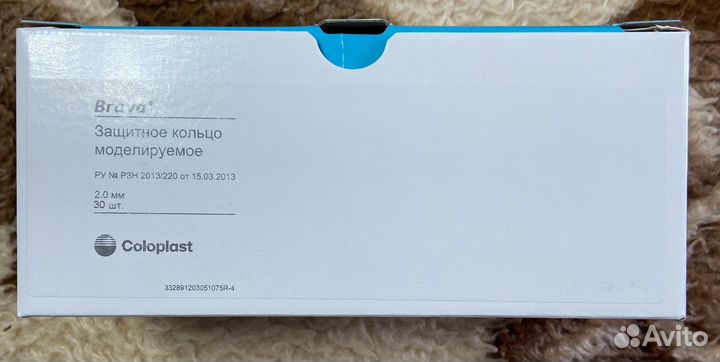 Brava®
Защитное кольцо
моделируемое
РУ № РЗН 2013/220 от 15.03.2013
2.0 мм
30 шт.
Coloplast
332891203051075R-4
Avito